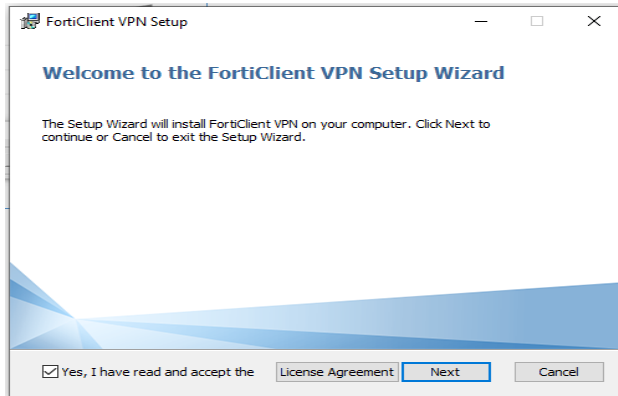 FortiClient VPN Setup
Welcome to the FortiClient VPN Setup Wizard
The Setup Wizard will install FortiClient VPN on your computer. Click Next to
continue or Cancel to exit the Setup Wizard.
Yes, I have read and accept the License Agreement Next Cancel